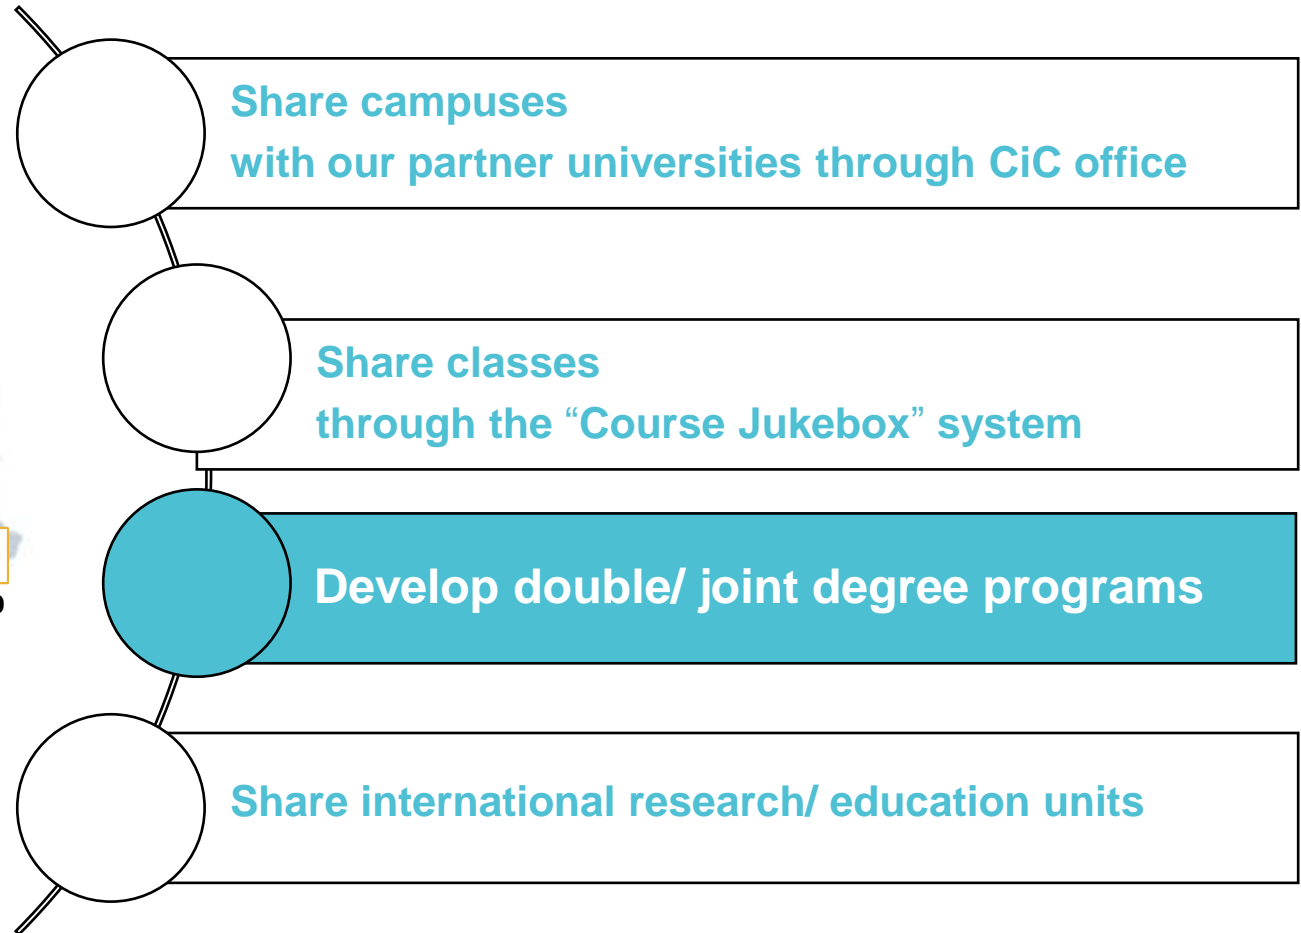 Share campuses
with our partner universities through CiC office
Share classes
through the “Course Jukebox” system
Develop double/ joint degree programs
Share international research/ education units